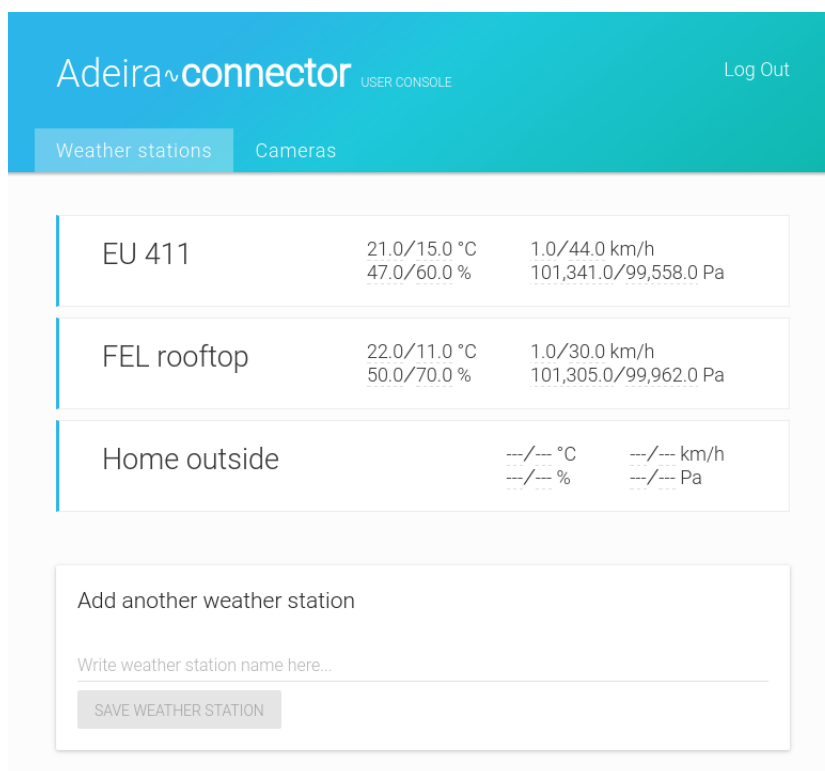 Adeira∿connector USER CONSOLE
Log Out
Weather stations Cameras
EU 411
21.0/15.0 °C 1.0/44.0 km/h
47.0/60.0 % 101,341.0/99,558.0 Pa
FEL rooftop
22.0/11.0 °C 1.0/30.0 km/h
50.0/70.0 % 101,305.0/99,962.0 Pa
Home outside
---/--- °C ---/--- km/h
---/--- % ---/--- Pa
Add another weather station
Write weather station name here...
SAVE WEATHER STATION